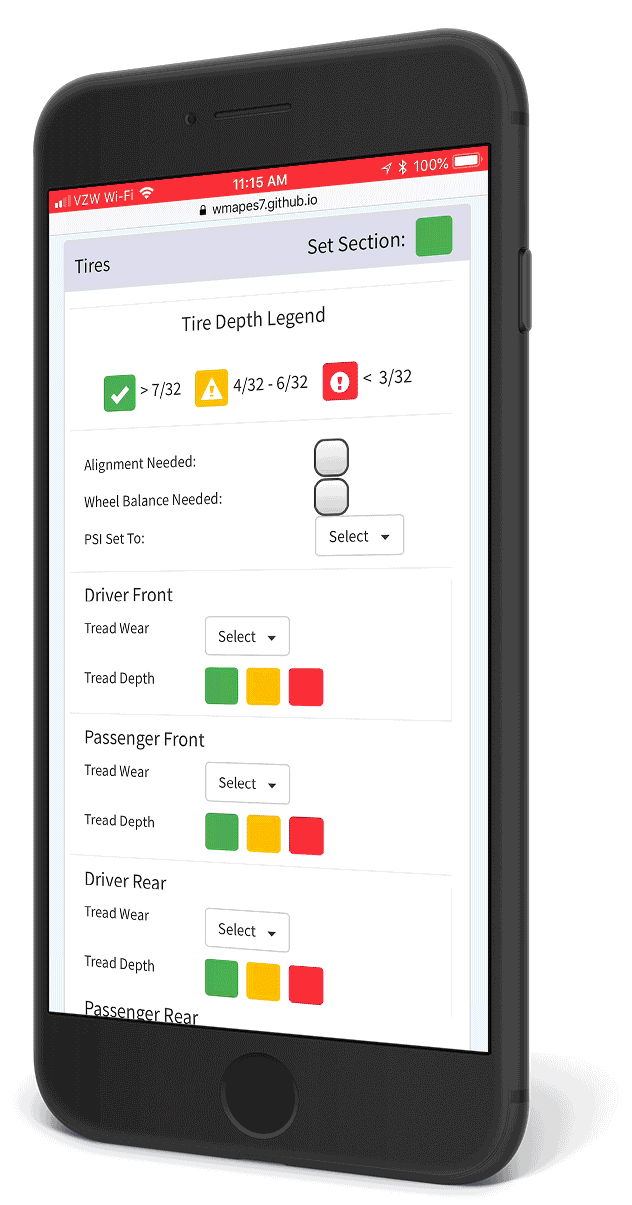 VZW Wi-Fi 11:15 AM 100%
wmapes7.github.io
Tires Set Section:
Tire Depth Legend
> 7/32 4/32 - 6/32 < 3/32
Alignment Needed:
Wheel Balance Needed:
PSI Set To: Select
Driver Front
Tread Wear Select
Tread Depth
Passenger Front
Tread Wear Select
Tread Depth
Driver Rear
Tread Wear Select
Tread Depth
Passenger Rear